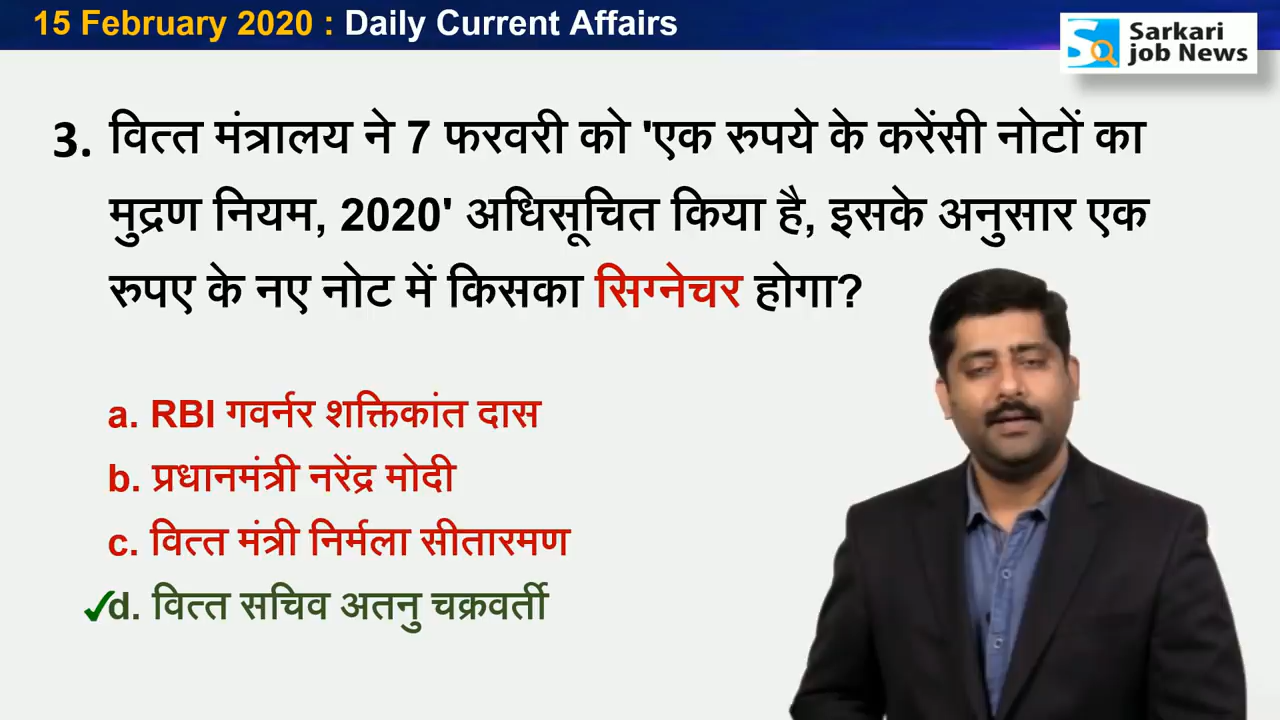 15 February 2020 : Daily Current Affairs
Sarkari
job News
3. वित्त मंत्रालय ने 7 फरवरी को 'एक रुपये के करेंसी नोटों का
मुद्रण नियम, 2020' अधिसूचित किया है, इसके अनुसार एक
रुपए के नए नोट में किसका सिग्नेचर होगा?
a. RBI गवर्नर शक्तिकांत दास
b. प्रधानमंत्री नरेंद्र मोदी
c. वित्त मंत्री निर्मला सीतारमण
d. वित्त सचिव अतनु चक्रवर्ती